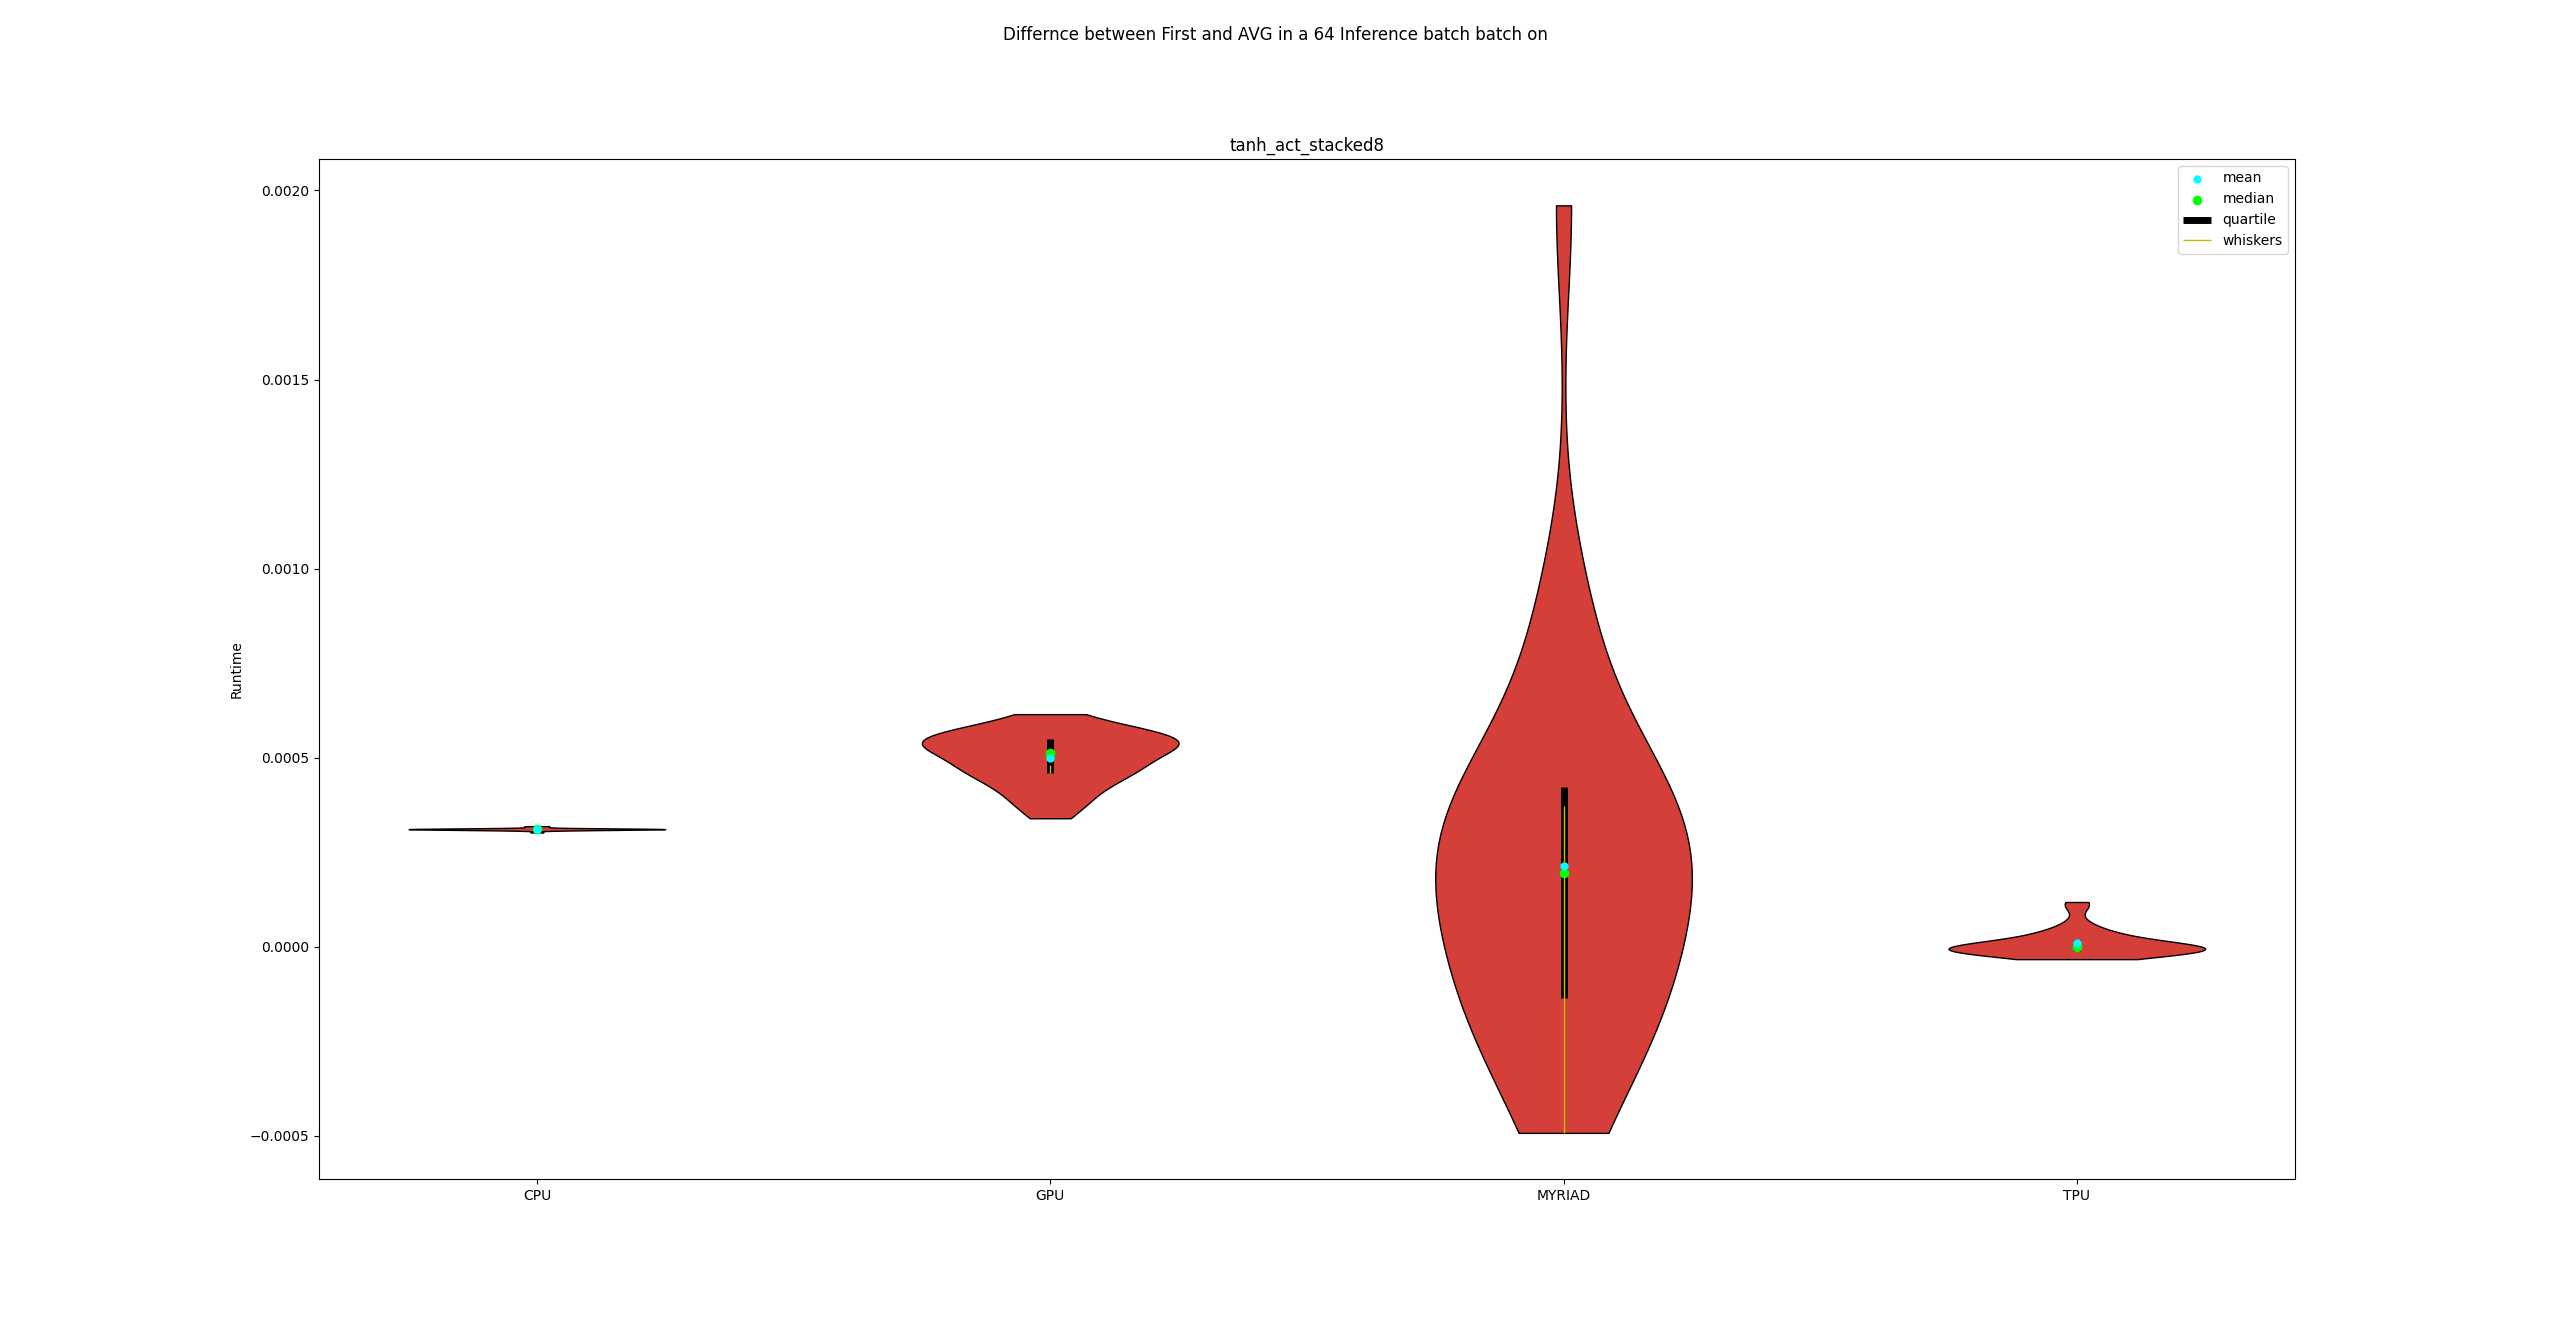 Differnce between First and AVG in a 64 Inference batch batch on
tanh_act_stacked8
mean
median
quartile
whiskers
0.0020
0.0015
0.0010
0.0005
0.0000
−0.0005
Runtime
CPU
GPU
MYRIAD
TPU